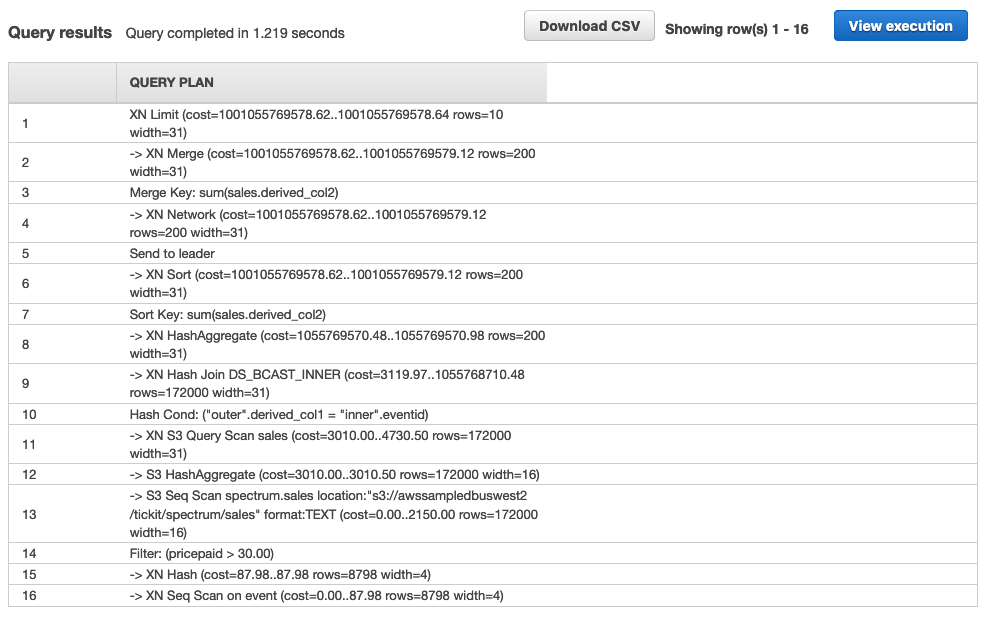 Query results Query completed in 1.219 seconds Download CSV Showing row(s) 1 - 16 View execution
QUERY PLAN
1 XN Limit (cost=1001055769578.62..1001055769578.64 rows=10
width=31)
2 -> XN Merge (cost=1001055769578.62..1001055769579.12 rows=200
width=31)
3 Merge Key: sum(sales.derived_col2)
4 -> XN Network (cost=1001055769578.62..1001055769579.12
rows=200 width=31)
5 Send to leader
6 -> XN Sort (cost=1001055769578.62..1001055769579.12 rows=200
width=31)
7 Sort Key: sum(sales.derived_col2)
8 -> XN HashAggregate (cost=1055769570.48..1055769570.98 rows=200
width=31)
9 -> XN Hash Join DS_BCAST_INNER (cost=3119.97..1055768710.48
rows=172000 width=31)
10 Hash Cond: ("outer".derived_col1 = "inner".eventid)
11 -> XN S3 Query Scan sales (cost=3010.00..4730.50 rows=172000
width=31)
12 -> S3 HashAggregate (cost=3010.00..3010.50 rows=172000 width=16)
13 -> S3 Seq Scan spectrum.sales location:"s3://awssampledbuswest2
/tickit/spectrum/sales" format:TEXT (cost=0.00..2150.00 rows=172000
width=16)
14 Filter: (pricepaid > 30.00)
15 -> XN Hash (cost=87.98..87.98 rows=8798 width=4)
16 -> XN Seq Scan on event (cost=0.00..87.98 rows=8798 width=4)